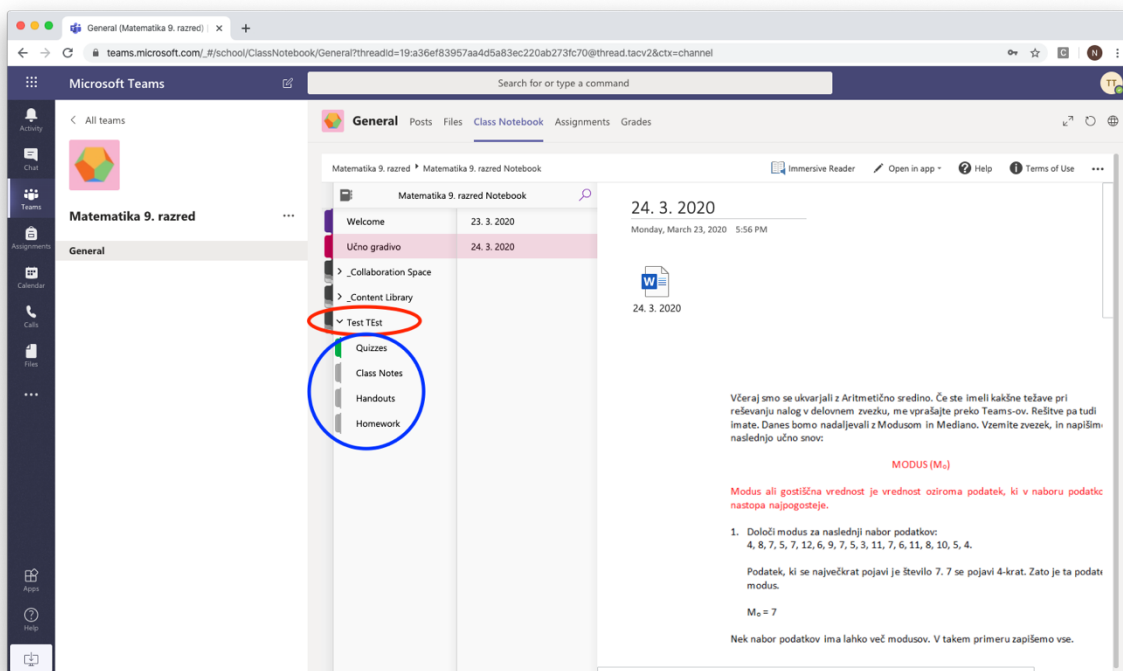 General (Matematika 9. razred) |
teams.microsoft.com/_#/school/ClassNotebook/General?threadId=19:a36ef83957aa4d5a83ec220ab273fc70@thread.tacv2&ctx=channel
C
N
Microsoft Teams
Search for or type a command
TT
Activity
Chat
Teams
Assignments
Calendar
Calls
Files
Apps
Help
All teams
Matematika 9. razred
General
General Posts Files Class Notebook Assignments Grades
Matematika 9. razred Matematika 9. razred Notebook
Immersive Reader Open in app Help Terms of Use
Matematika 9. razred Notebook
Welcome
Učno gradivo
_Collaboration Space
_Content Library
Test TEst
Quizzes
Class Notes
Handouts
Homework
23. 3. 2020
24. 3. 2020
24. 3. 2020
Monday, March 23, 2020 5:56 PM
W
24. 3. 2020
Včeraj smo se ukvarjali z Aritmetično sredino. Če ste imeli kakšne težave pri
reševanju nalog v delovnem zvezku, me vprašajte preko Teams-ov. Rešitve pa tudi
imate. Danes bomo nadaljevali z Modusom in Mediano. Vzemite zvezek, in napišim
naslednjo učno snov:
MODUS (Mₒ)
Modus ali gostiščna vrednost je vrednost oziroma podatek, ki v naboru podatkc
nastopa najpogosteje.
1. Določi modus za naslednji nabor podatkov:
4, 8, 7, 5, 7, 12, 6, 9, 7, 5, 3, 11, 7, 6, 11, 8, 10, 5, 4.
Podatek, ki se največkrat pojavi je število 7. 7 se pojavi 4-krat. Zato je ta podate
modus.
Mₒ = 7
Nek nabor podatkov ima lahko več modusov. V takem primeru zapišemo vse.